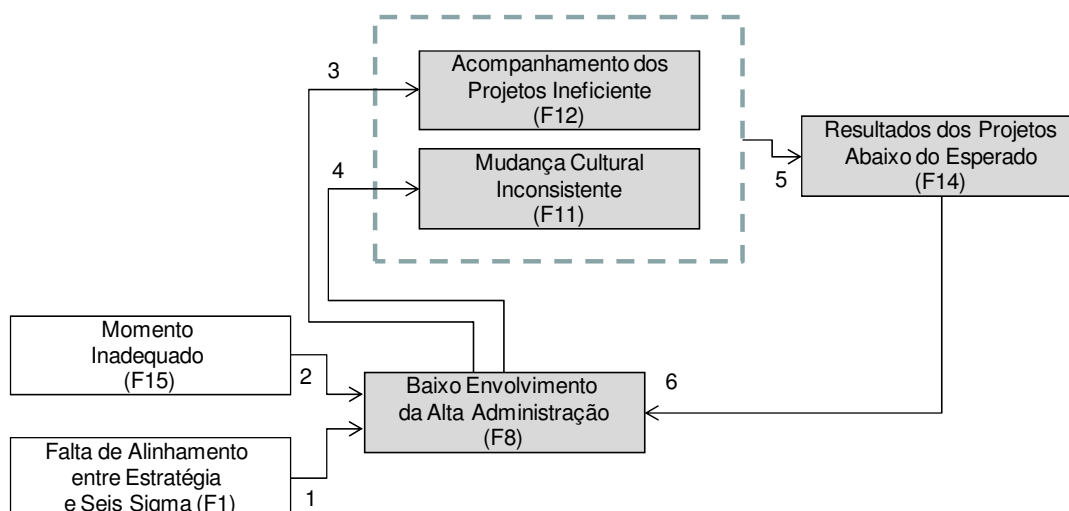 3
Acompanhamento dos
Projetos Ineficiente
(F12)
4
Mudança Cultural
Inconsistente
(F11)
5
Resultados dos Projetos
Abaixo do Esperado
(F14)
Momento
Inadequado
(F15)
2
Baixo Envolvimento
da Alta Administração
(F8)
6
Falta de Alinhamento
entre Estratégia
e Seis Sigma (F1)
1